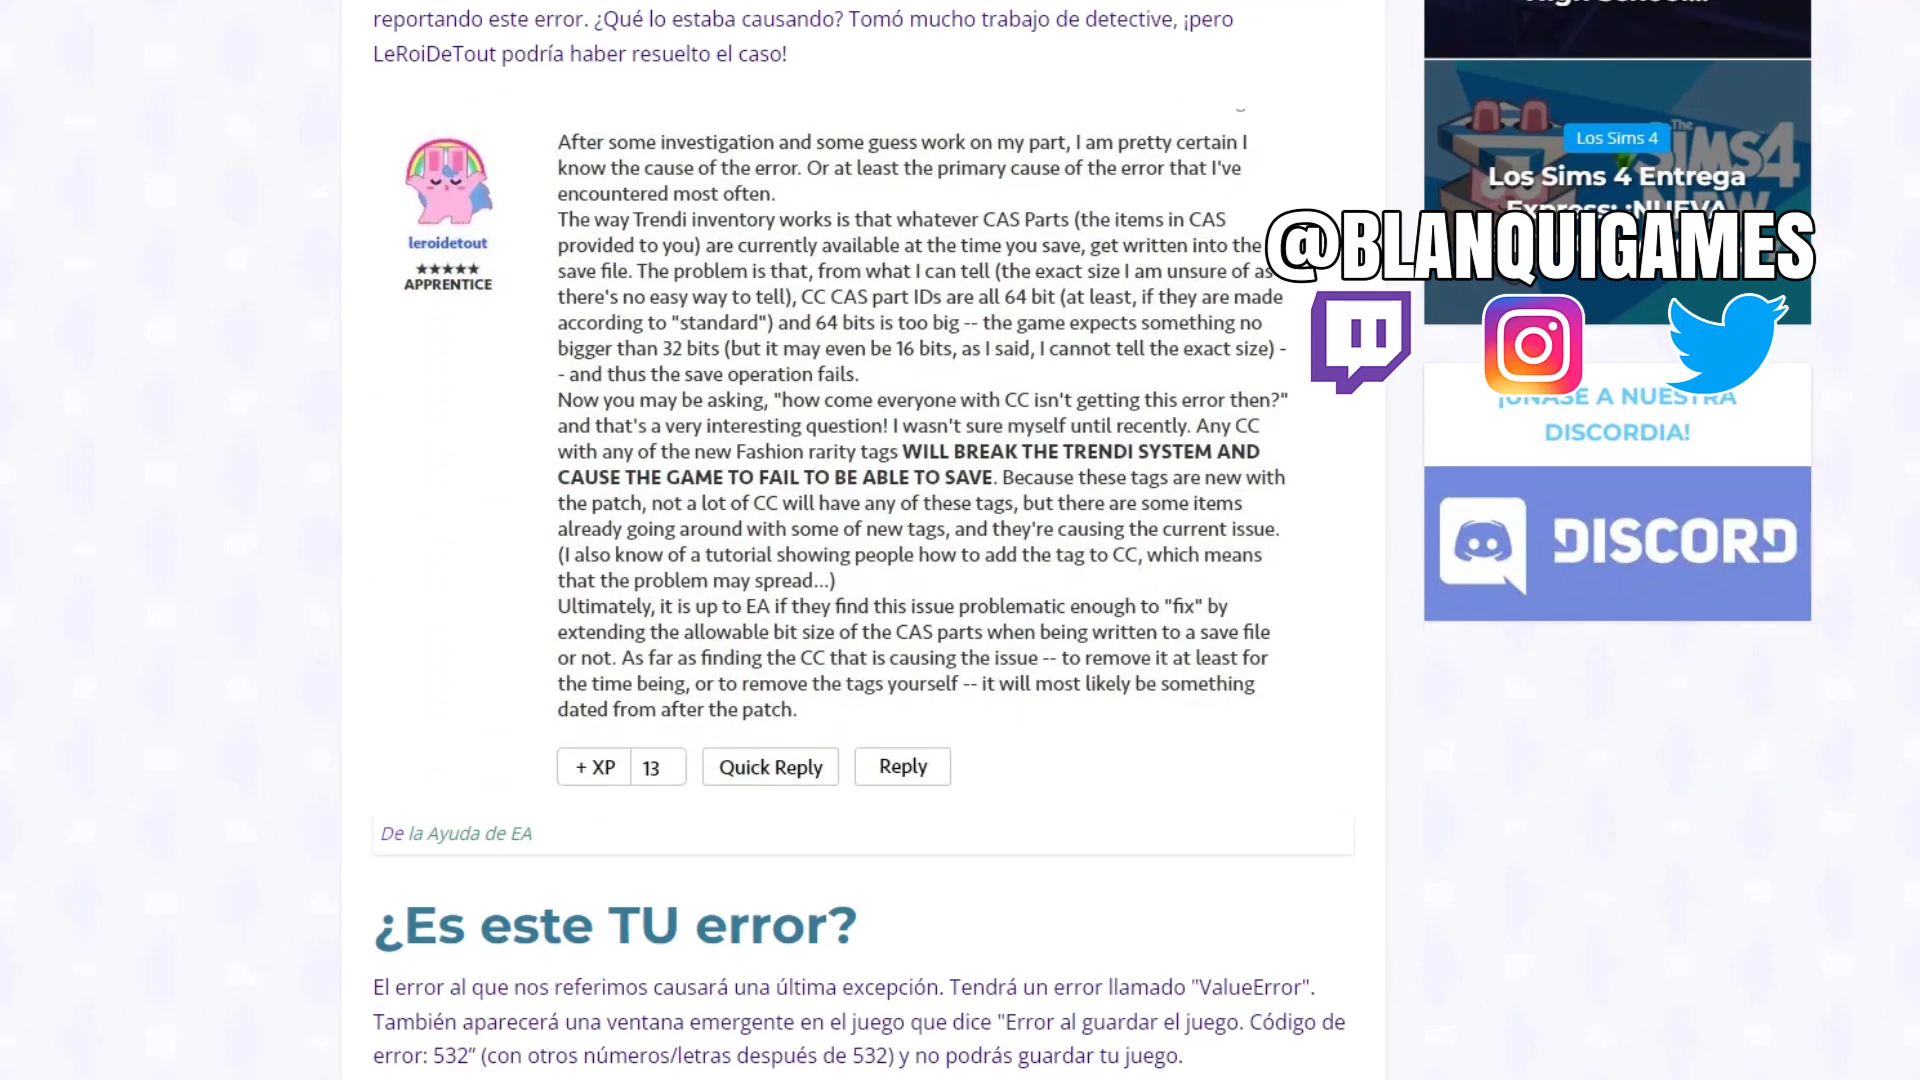 reportando este error. ¿Qué lo estaba causando? Tomó mucho trabajo de detective, ¡pero
LeRoiDeTout podría haber resuelto el caso!
leroidetout
★★★★★
APPRENTICE
After some investigation and some guess work on my part, I am pretty certain I
know the cause of the error. Or at least the primary cause of the error that I've
encountered most often.
The way Trendi inventory works is that whatever CAS Parts (the items in CAS
provided to you) are currently available at the time you save, get written into the
save file. The problem is that, from what I can tell (the exact size I am unsure of as
there's no easy way to tell), CC CAS part IDs are all 64 bit (at least, if they are made
according to "standard") and 64 bits is too big -- the game expects something no
bigger than 32 bits (but it may even be 16 bits, as I said, I cannot tell the exact size) -
- and thus the save operation fails.
Now you may be asking, "how come everyone with CC isn't getting this error then?"
and that's a very interesting question! I wasn't sure myself until recently. Any CC
with any of the new Fashion rarity tags WILL BREAK THE TRENDI SYSTEM AND
CAUSE THE GAME TO FAIL TO BE ABLE TO SAVE. Because these tags are new with
the patch, not a lot of CC will have any of these tags, but there are some items
already going around with some of new tags, and they're causing the current issue.
(I also know of a tutorial showing people how to add the tag to CC, which means
that the problem may spread...)
Ultimately, it is up to EA if they find this issue problematic enough to "fix" by
extending the allowable bit size of the CAS parts when being written to a save file
or not. As far as finding the CC that is causing the issue -- to remove it at least for
the time being, or to remove the tags yourself -- it will most likely be something
dated from after the patch.
+ XP 13 Quick Reply Reply
De la Ayuda de EA
¿Es este TU error?
El error al que nos referimos causará una última excepción. Tendrá un error llamado "ValueError".
También aparecerá una ventana emergente en el juego que dice "Error al guardar el juego. Código de
error: 532” (con otros números/letras después de 532) y no podrás guardar tu juego.
Los Sims 4
The
SIMS4
Los Sims 4 Entrega
Express: ¡NUEVA
@BLANQUIGAMES
¡ÚNASE A NUESTRA
DISCORDIA!
DISCORD